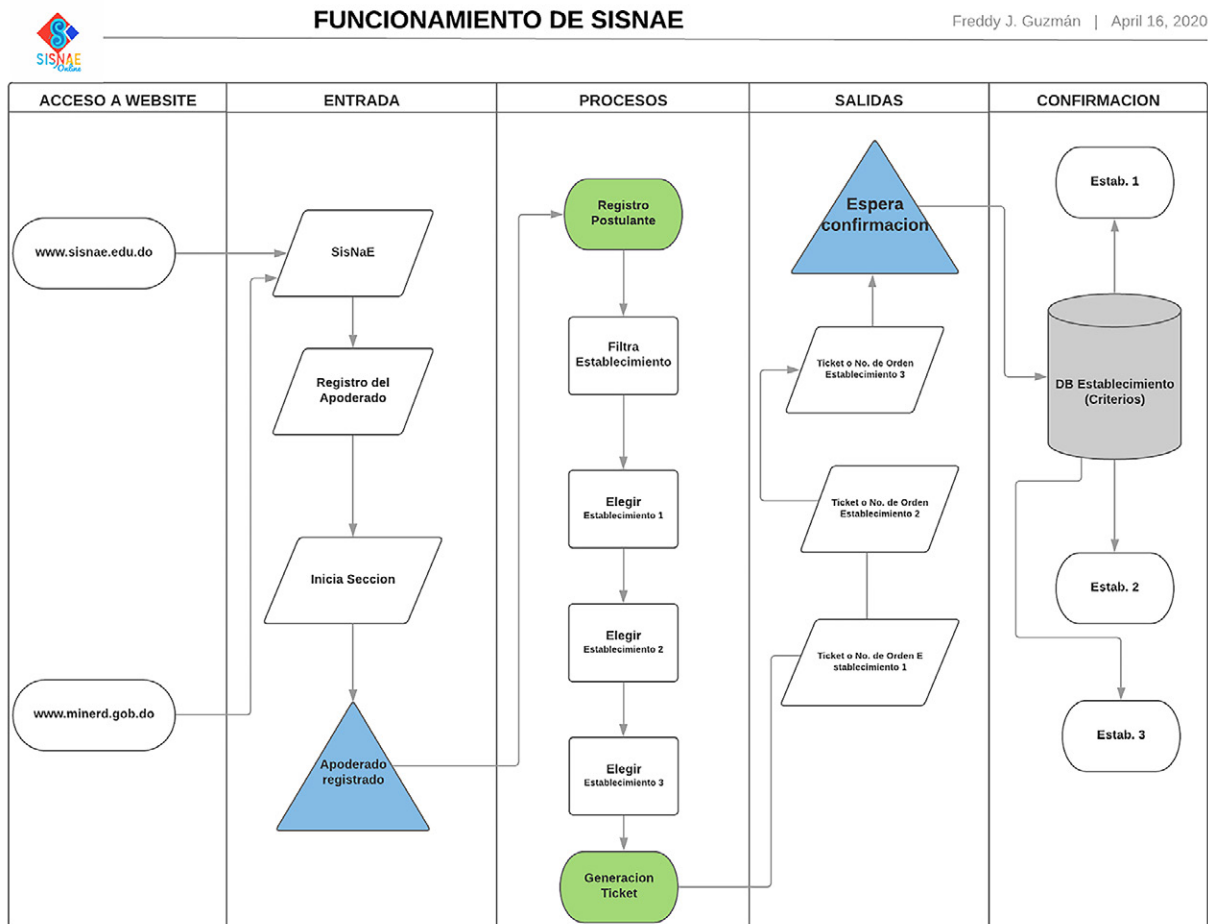 FUNCIONAMIENTO DE SISNAE
Freddy J. Guzmán | April 16, 2020
SISNAE
Online
ACCESO A WEBSITE
www.sisnae.edu.do
www.minerd.gob.do
ENTRADA
SisNaE
Registro del
Apoderado
Inicia Seccion
Apoderado
registrado
PROCESOS
Registro
Postulante
Filtra
Establecimiento
Elegir
Establecimiento 1
Elegir
Establecimiento 2
Elegir
Establecimiento 3
Generacion
Ticket
SALIDAS
Espera
confirmacion
Ticket o No. de Orden
Establecimiento 3
Ticket o No. de Orden
Establecimiento 2
Ticket o No. de Orden E
stablecimiento 1
CONFIRMACION
Estab. 1
DB Establecimiento
(Criterios)
Estab. 2
Estab. 3